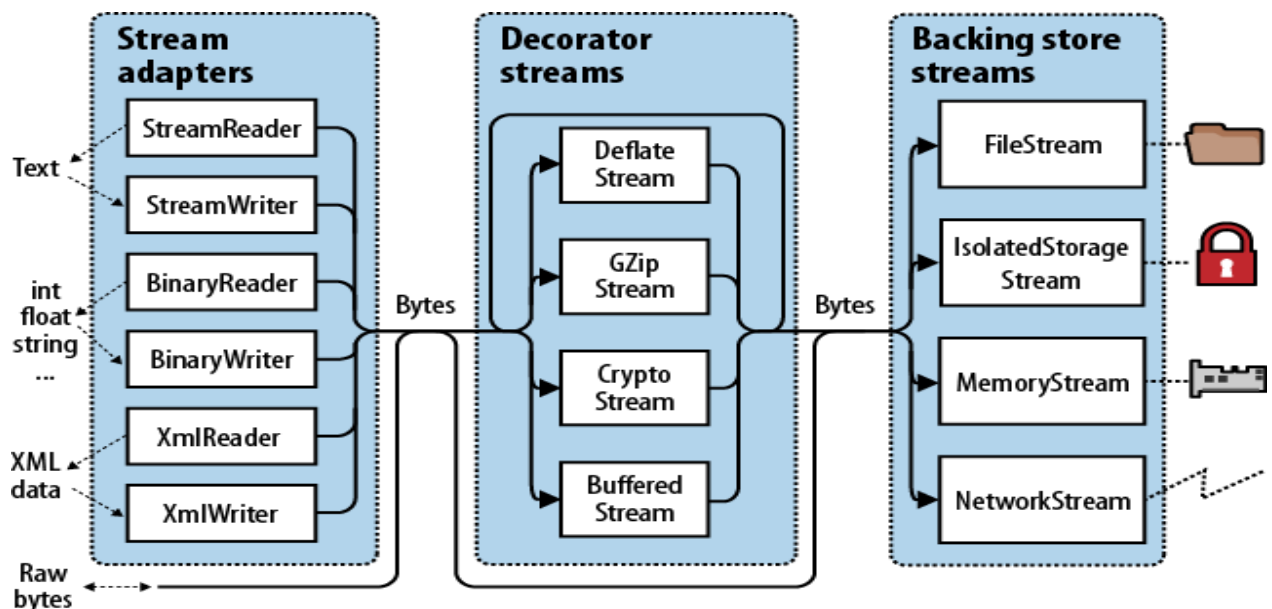 Stream
adapters
StreamReader
StreamWriter
BinaryReader
BinaryWriter
XmlReader
XmlWriter
Text
int
float
string
...
XML
data
Raw
bytes
Bytes
Decorator
streams
Deflate
Stream
GZip
Stream
Crypto
Stream
Buffered
Stream
Bytes
Backing store
streams
FileStream
IsolatedStorage
Stream
MemoryStream
NetworkStream